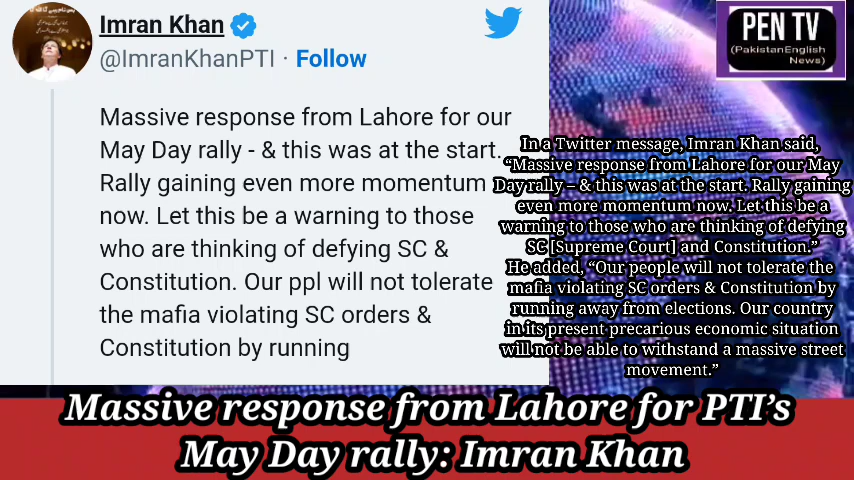 Imran Khan
@ImranKhanPTI · Follow
Massive response from Lahore for our
May Day rally - & this was at the start.
Rally gaining even more momentum
now. Let this be a warning to those
who are thinking of defying SC &
Constitution. Our ppl will not tolerate
the mafia violating SC orders &
Constitution by running
PEN TV
(PakistanEnglish
News)
In a Twitter message, Imran Khan said,
“Massive response from Lahore for our May
Day rally – & this was at the start. Rally gaining
even more momentum now. Let this be a
warning to those who are thinking of defying
SC [Supreme Court] and Constitution.”
He added, “Our people will not tolerate the
mafia violating SC orders & Constitution by
running away from elections. Our country
in its present precarious economic situation
will not be able to withstand a massive street
movement.”
Massive response from Lahore for PTI’s
May Day rally: Imran Khan